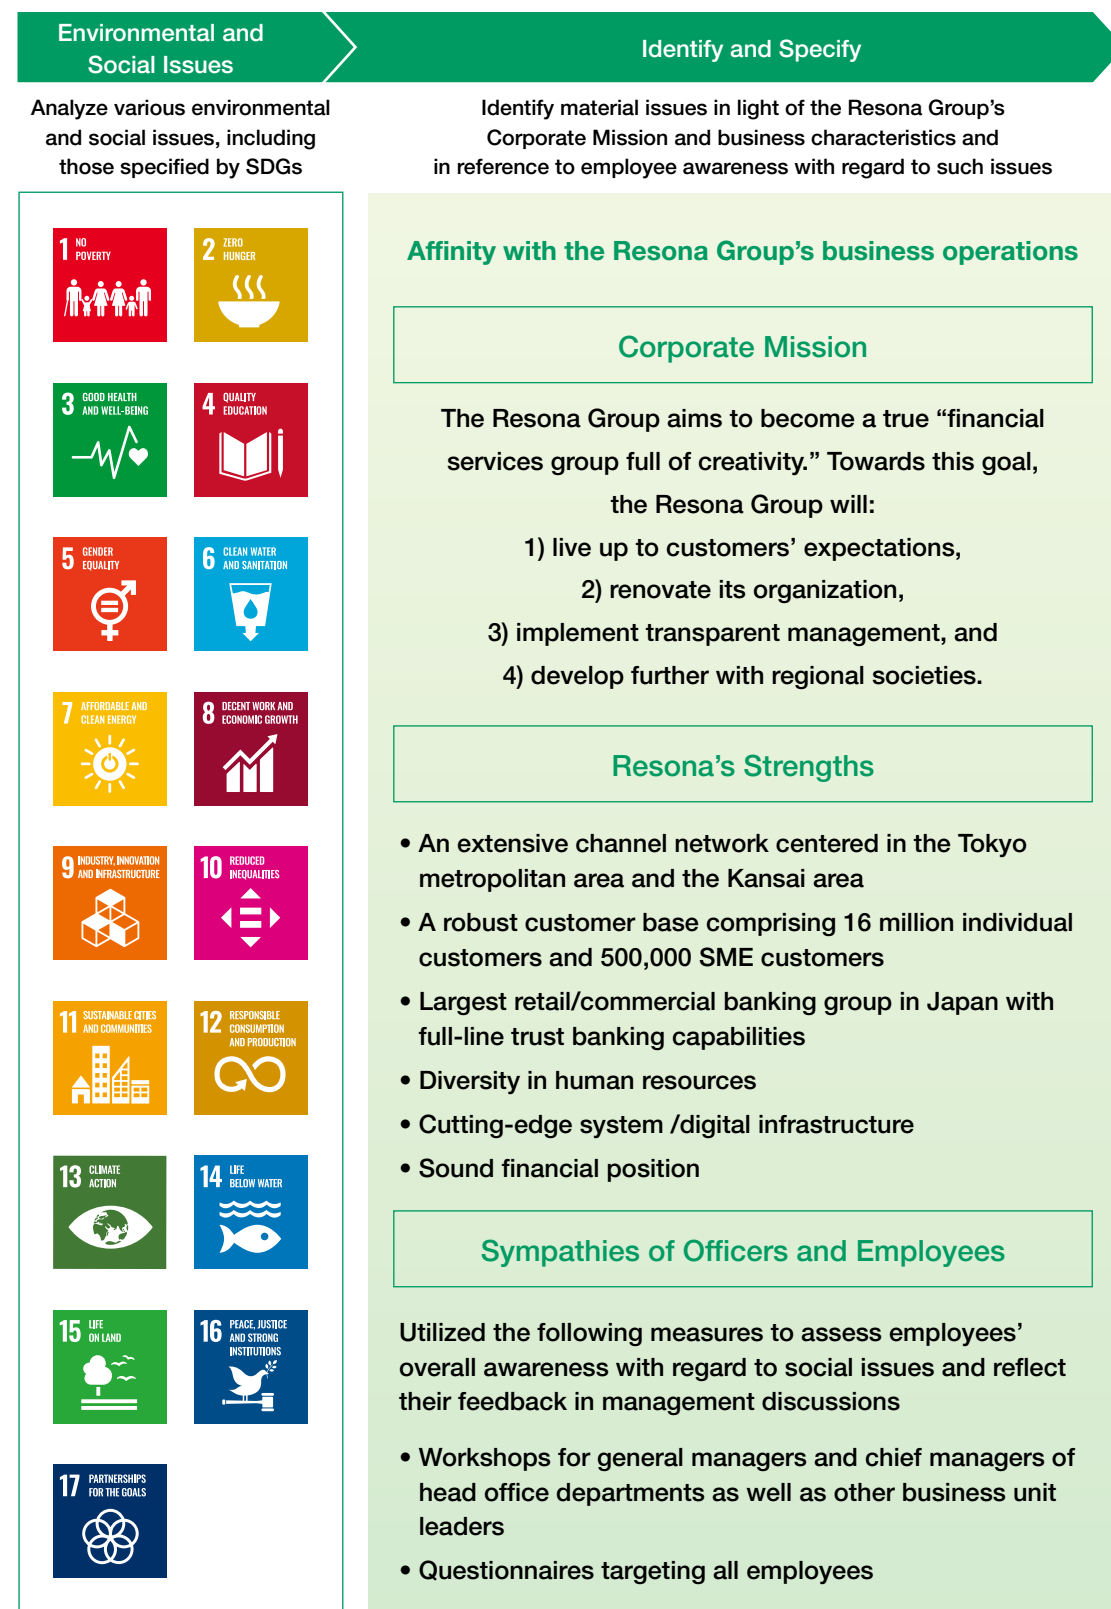 Environmental and
Social Issues
Identify and Specify
Analyze various environmental
and social issues, including
those specified by SDGs
Identify material issues in light of the Resona Group’s
Corporate Mission and business characteristics and
in reference to employee awareness with regard to such issues
1 NO
POVERTY
2 ZERO
HUNGER
3 GOOD HEALTH
AND WELL-BEING
4 QUALITY
EDUCATION
5 GENDER
EQUALITY
6 CLEAN WATER
AND SANITATION
7 AFFORDABLE AND
CLEAN ENERGY
8 DECENT WORK AND
ECONOMIC GROWTH
9 INDUSTRY, INNOVATION
AND INFRASTRUCTURE
10 REDUCED
INEQUALITIES
11 SUSTAINABLE CITIES
AND COMMUNITIES
12 RESPONSIBLE
CONSUMPTION
AND PRODUCTION
13 CLIMATE
ACTION
14 LIFE
BELOW WATER
15 LIFE
ON LAND
16 PEACE, JUSTICE
AND STRONG
INSTITUTIONS
17 PARTNERSHIPS
FOR THE GOALS
Affinity with the Resona Group’s business operations
Corporate Mission
The Resona Group aims to become a true “financial
services group full of creativity.” Towards this goal,
the Resona Group will:
1) live up to customers’ expectations,
2) renovate its organization,
3) implement transparent management, and
4) develop further with regional societies.
Resona’s Strengths
• An extensive channel network centered in the Tokyo
metropolitan area and the Kansai area
• A robust customer base comprising 16 million individual
customers and 500,000 SME customers
• Largest retail/commercial banking group in Japan with
full-line trust banking capabilities
• Diversity in human resources
• Cutting-edge system /digital infrastructure
• Sound financial position
Sympathies of Officers and Employees
Utilized the following measures to assess employees’
overall awareness with regard to social issues and reflect
their feedback in management discussions
• Workshops for general managers and chief managers of
head office departments as well as other business unit
leaders
• Questionnaires targeting all employees